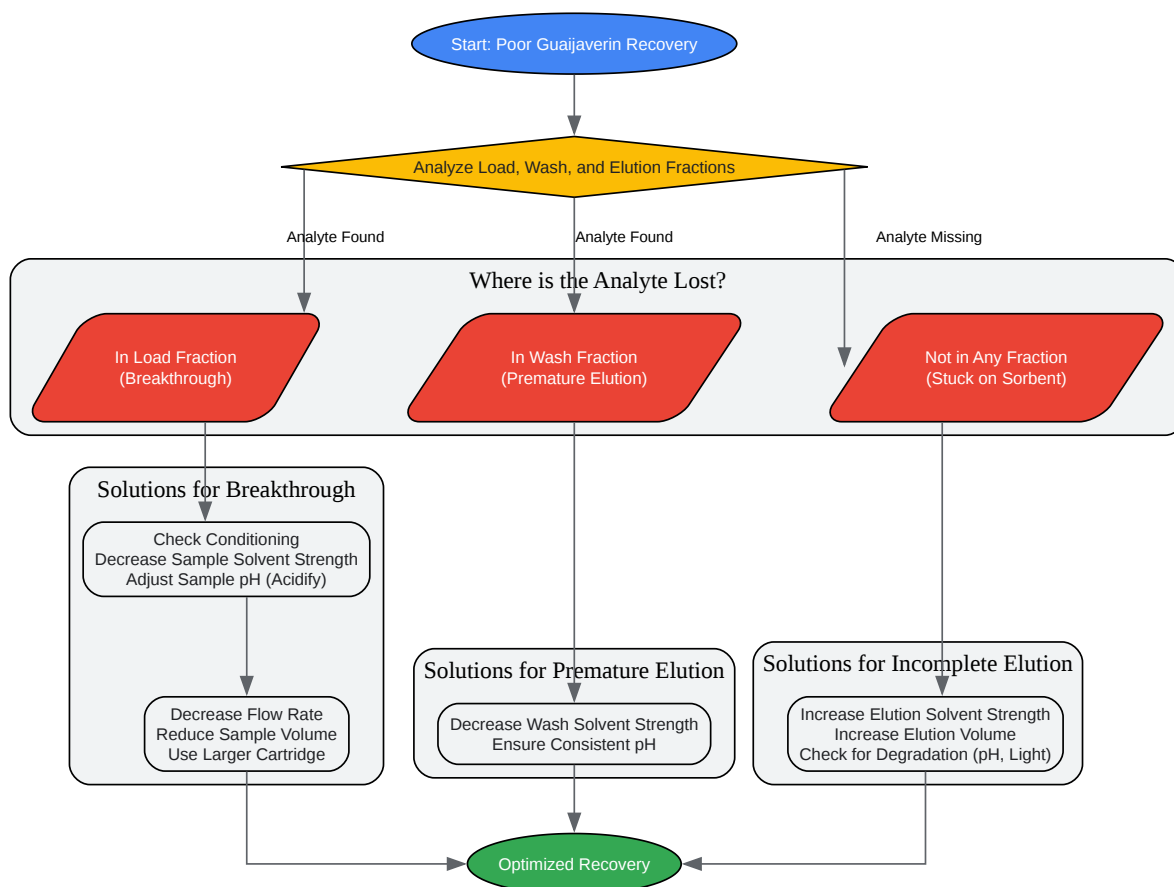 Start: Poor Guaijaverin Recovery
Analyze Load, Wash, and Elution Fractions
Analyte Found
Analyte Found
Analyte Missing
Where is the Analyte Lost?
In Load Fraction
(Breakthrough)
In Wash Fraction
(Premature Elution)
Not in Any Fraction
(Stuck on Sorbent)
Solutions for Breakthrough
Check Conditioning
Decrease Sample Solvent Strength
Adjust Sample pH (Acidify)
Decrease Flow Rate
Reduce Sample Volume
Use Larger Cartridge
Solutions for Premature Elution
Decrease Wash Solvent Strength
Ensure Consistent pH
Solutions for Incomplete Elution
Increase Elution Solvent Strength
Increase Elution Volume
Check for Degradation (pH, Light)
Optimized Recovery